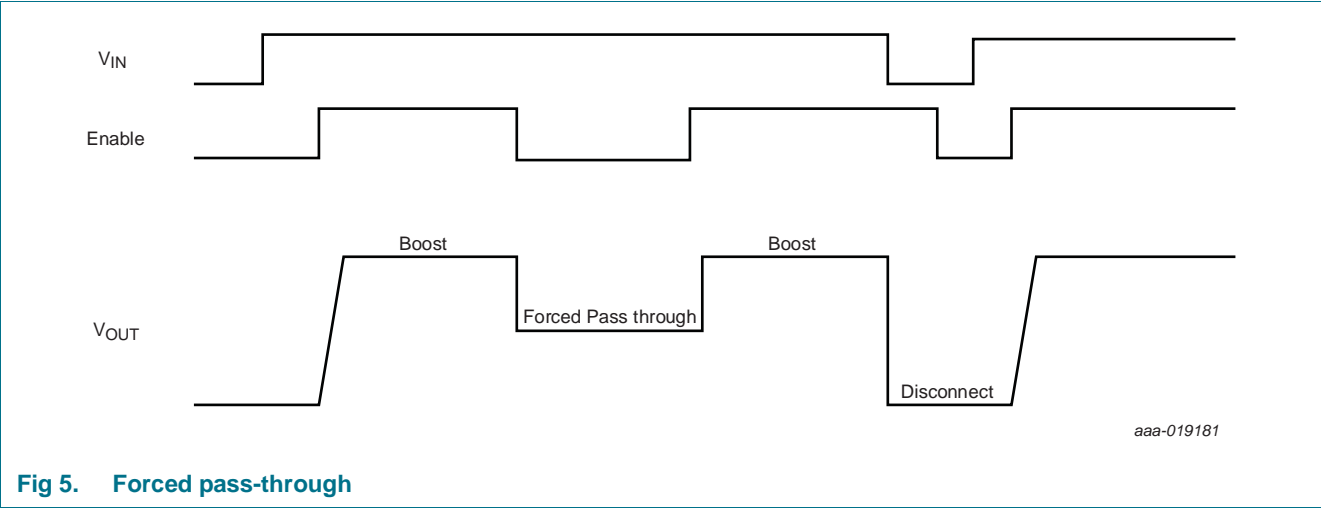 VIN
Enable
Boost Boost
Forced Pass through
VOUT
Disconnect
aaa-019181
Fig 5. Forced pass-through